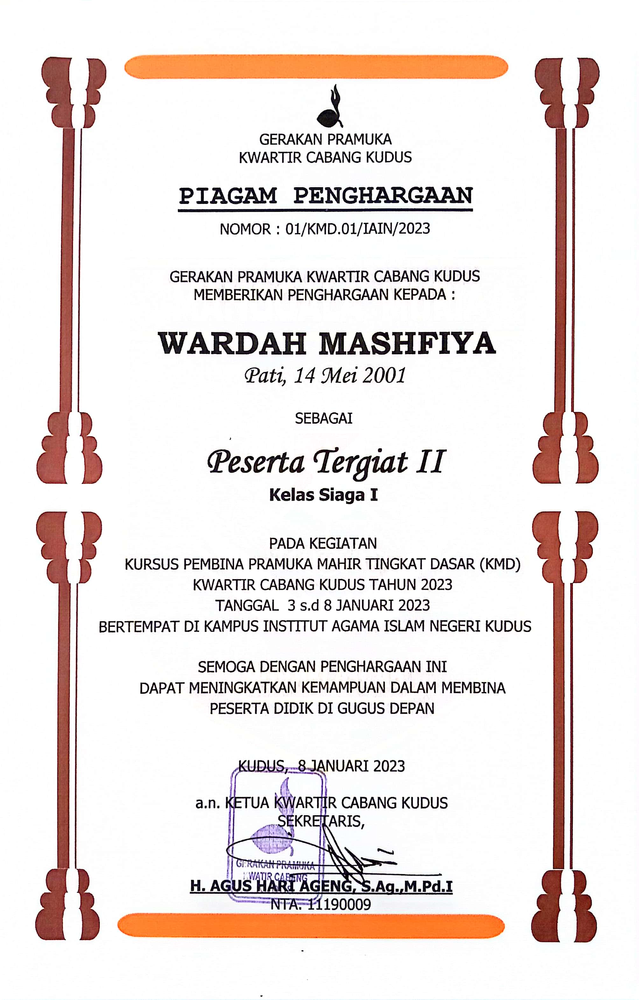 GERAKAN PRAMUKA
KWARTIR CABANG KUDUS
PIAGAM PENGHARGAAN
NOMOR : 01/KMD.01/IAIN/2023
GERAKAN PRAMUKA KWARTIR CABANG KUDUS
MEMBERIKAN PENGHARGAAN KEPADA :
WARDAH MASHFIYA
Pati, 14 Mei 2001
SEBAGAI
Peserta Tergiat II
Kelas Siaga I
PADA KEGIATAN
KURSUS PEMBINA PRAMUKA MAHIR TINGKAT DASAR (KMD)
KWARTIR CABANG KUDUS TAHUN 2023
TANGGAL 3 s.d 8 JANUARI 2023
BERTEMPAT DI KAMPUS INSTITUT AGAMA ISLAM NEGERI KUDUS
SEMOGA DENGAN PENGHARGAAN INI
DAPAT MENINGKATKAN KEMAMPUAN DALAM MEMBINA
PESERTA DIDIK DI GUGUS DEPAN
KUDUS, 8 JANUARI 2023
a.n. KETUA KWARTIR CABANG KUDUS
SEKRETARIS,
GERAKAN PRAMUKA
KWATIR CABANG
H. AGUS HARI AGENG, S.Ag.,M.Pd.I
NTA. 11190009